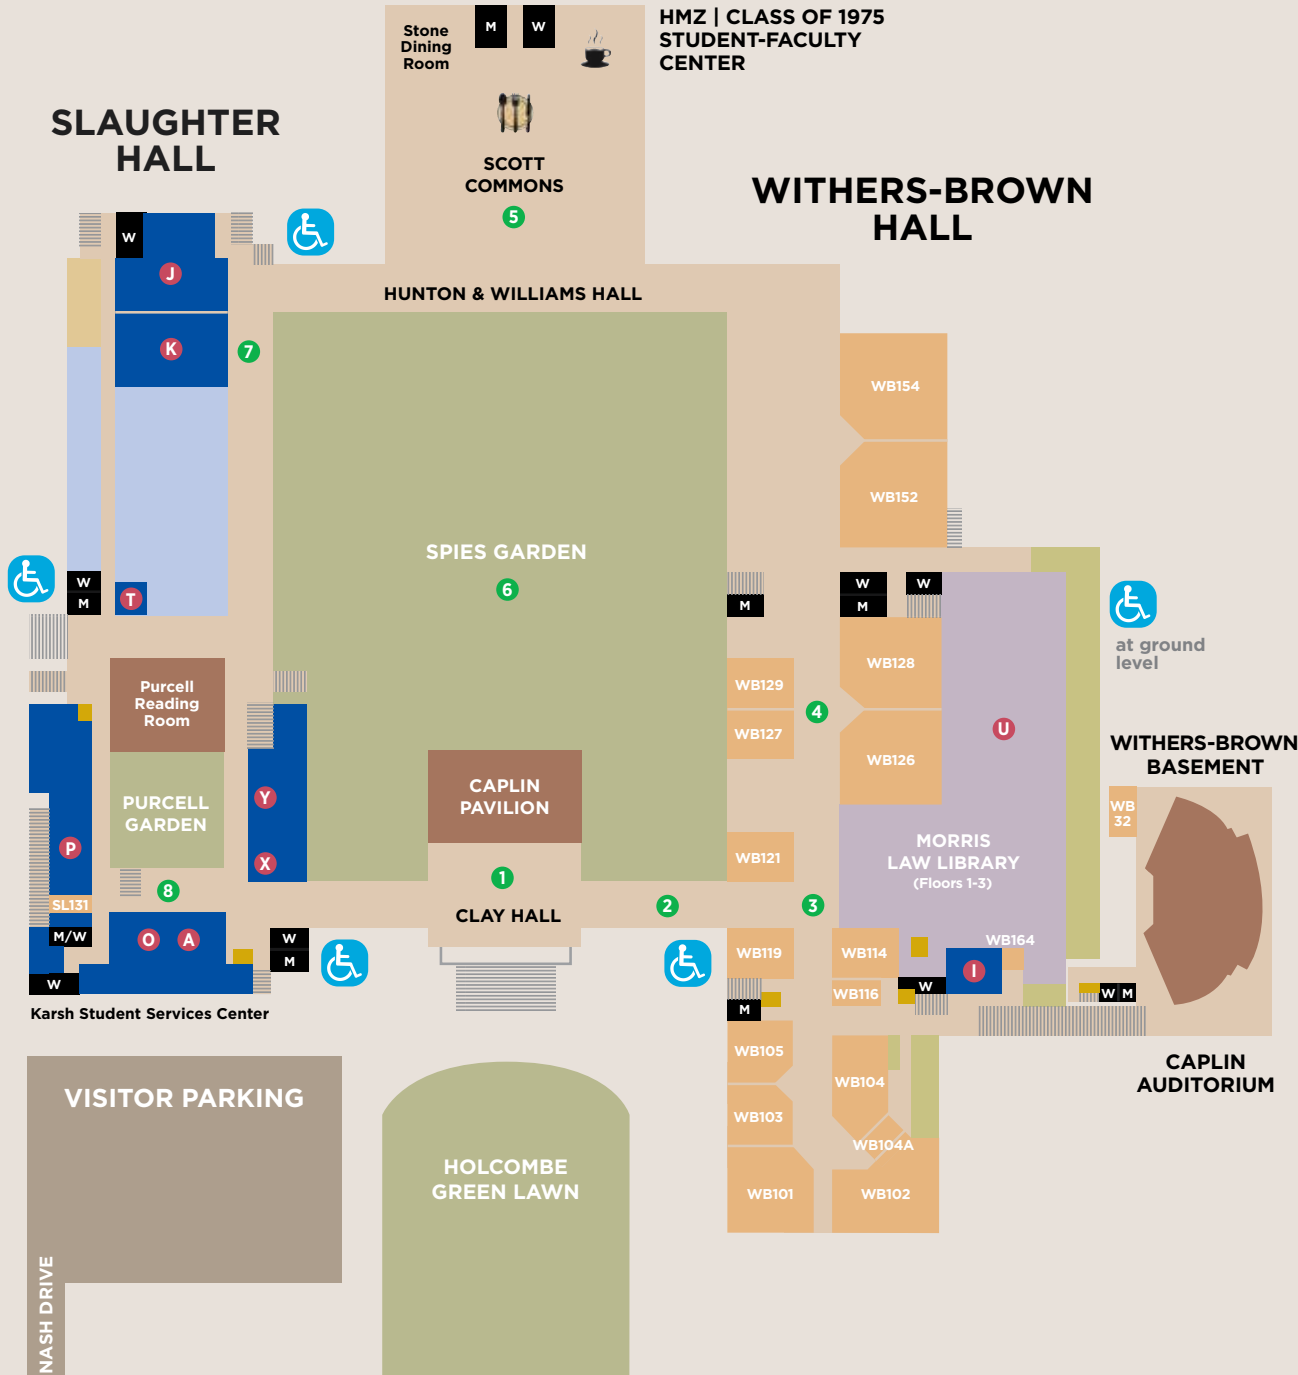 HMZ | CLASS OF 1975
STUDENT-FACULTY
CENTER
Stone
Dining
Room
M
W
SLAUGHTER
HALL
SCOTT
COMMONS
5
WITHERS-BROWN
HALL
W
J
HUNTON & WILLIAMS HALL
K
7
WB154
WB152
SPIES GARDEN
6
W
M
T
M
W
M
W
at ground
level
Purcell
Reading
Room
WB129
WB127
4
WB128
WB126
U
WITHERS-BROWN
BASEMENT
CAPLIN
PAVILION
PURCELL
GARDEN
Y
X
P
WB
32
WB121
MORRIS
LAW LIBRARY
(Floors 1-3)
8
SL131
1
CLAY HALL
2
3
M/W
O
A
W
M
W
WB119
WB114
WB164
I
WB116
W
W
M
M
Karsh Student Services Center
WB105
WB104
CAPLIN
AUDITORIUM
VISITOR PARKING
WB103
WB104A
HOLCOMBE
GREEN LAWN
WB101
WB102
NASH DRIVE